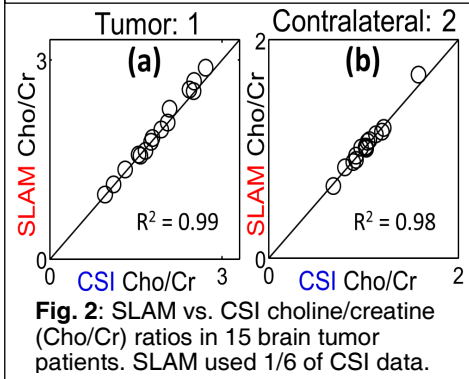 Tumor: 1
Contralateral: 2
3
(a)
SLAM Cho/Cr
R² = 0.99
0
0
3
CSI Cho/Cr
2
(b)
SLAM Cho/Cr
R² = 0.98
0
0
2
CSI Cho/Cr
Fig. 2: SLAM vs. CSI choline/creatine
(Cho/Cr) ratios in 15 brain tumor
patients. SLAM used 1/6 of CSI data.